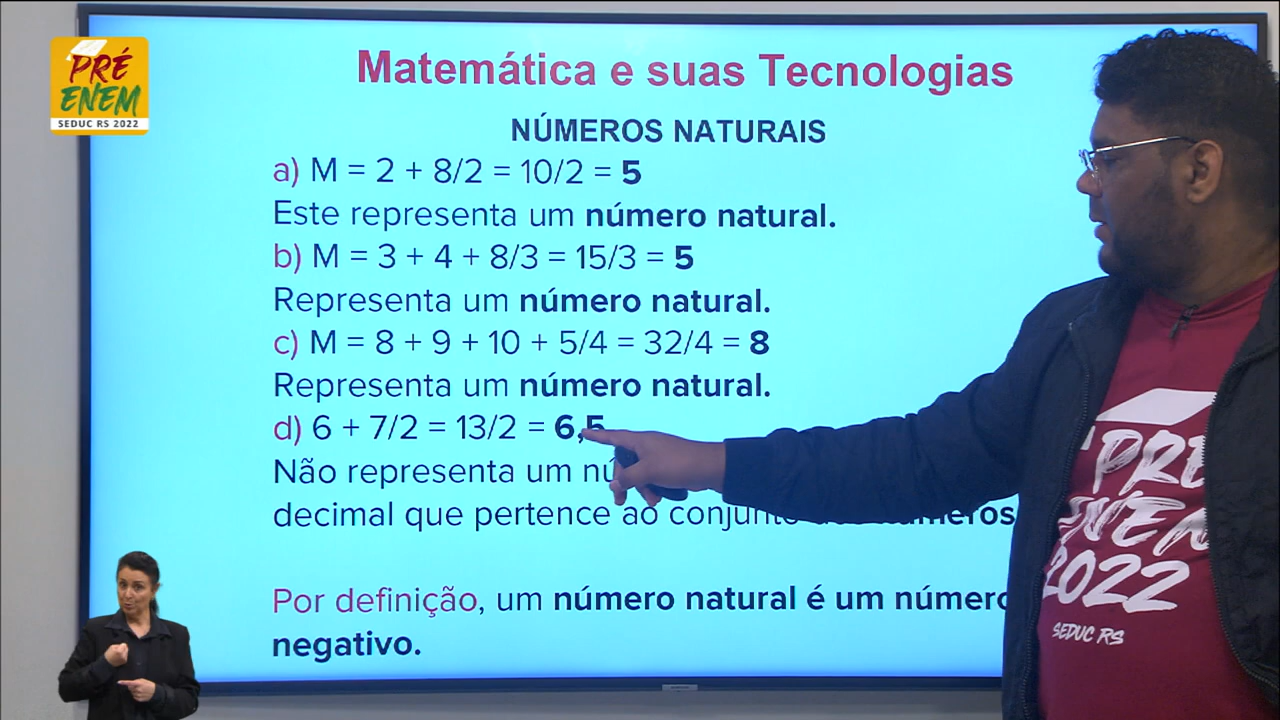 PRÉ
ENEM
SEDUC RS 2022
Matemática e suas Tecnologias
NÚMEROS NATURAIS
a) M = 2 + 8/2 = 10/2 = 5
Este representa um número natural.
b) M = 3 + 4 + 8/3 = 15/3 = 5
Representa um número natural.
c) M = 8 + 9 + 10 + 5/4 = 32/4 = 8
Representa um número natural.
d) 6 + 7/2 = 13/2 = 6,5
Não representa um
decimal que pertence ao conjunto números
Por definição, um número natural é um número
negativo.
PRÉ
ENEM
2022
SEDUC RS